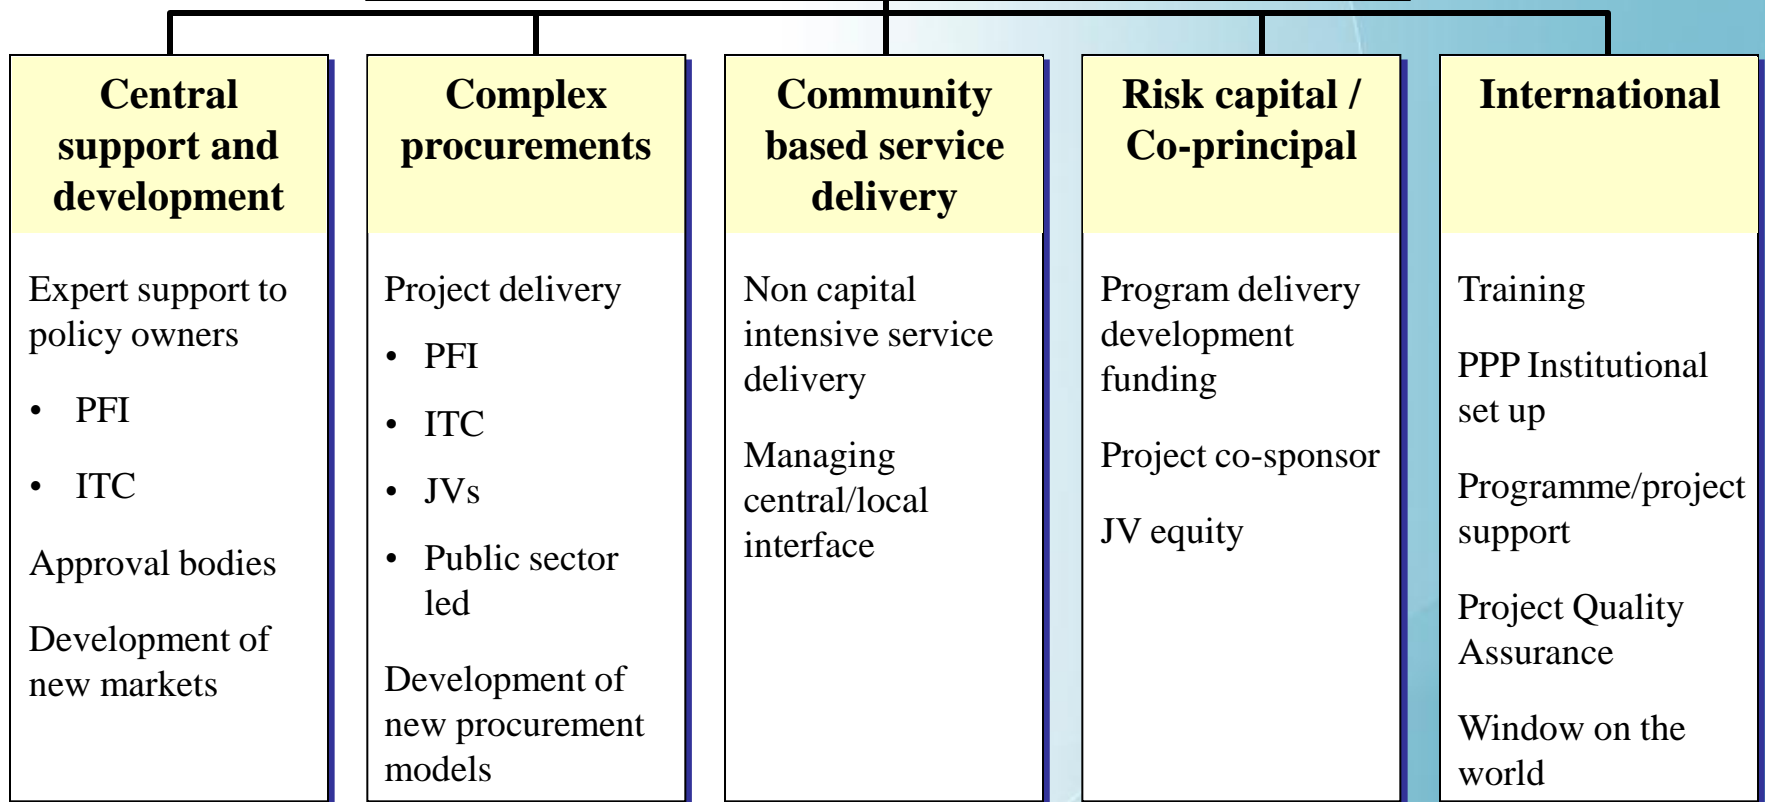 Central
support and
development
Expert support to
policy owners
• PFI
• ITC
Approval bodies
Development of
new markets
Complex
procurements
Project delivery
• PFI
• ITC
• JVs
• Public sector
led
Development of
new procurement
models
Community
based service
delivery
Non capital
intensive service
delivery
Managing
central/local
interface
Risk capital /
Co-principal
Program delivery
development
funding
Project co-sponsor
JV equity
International
Training
PPP Institutional
set up
Programme/project
support
Project Quality
Assurance
Window on the
world